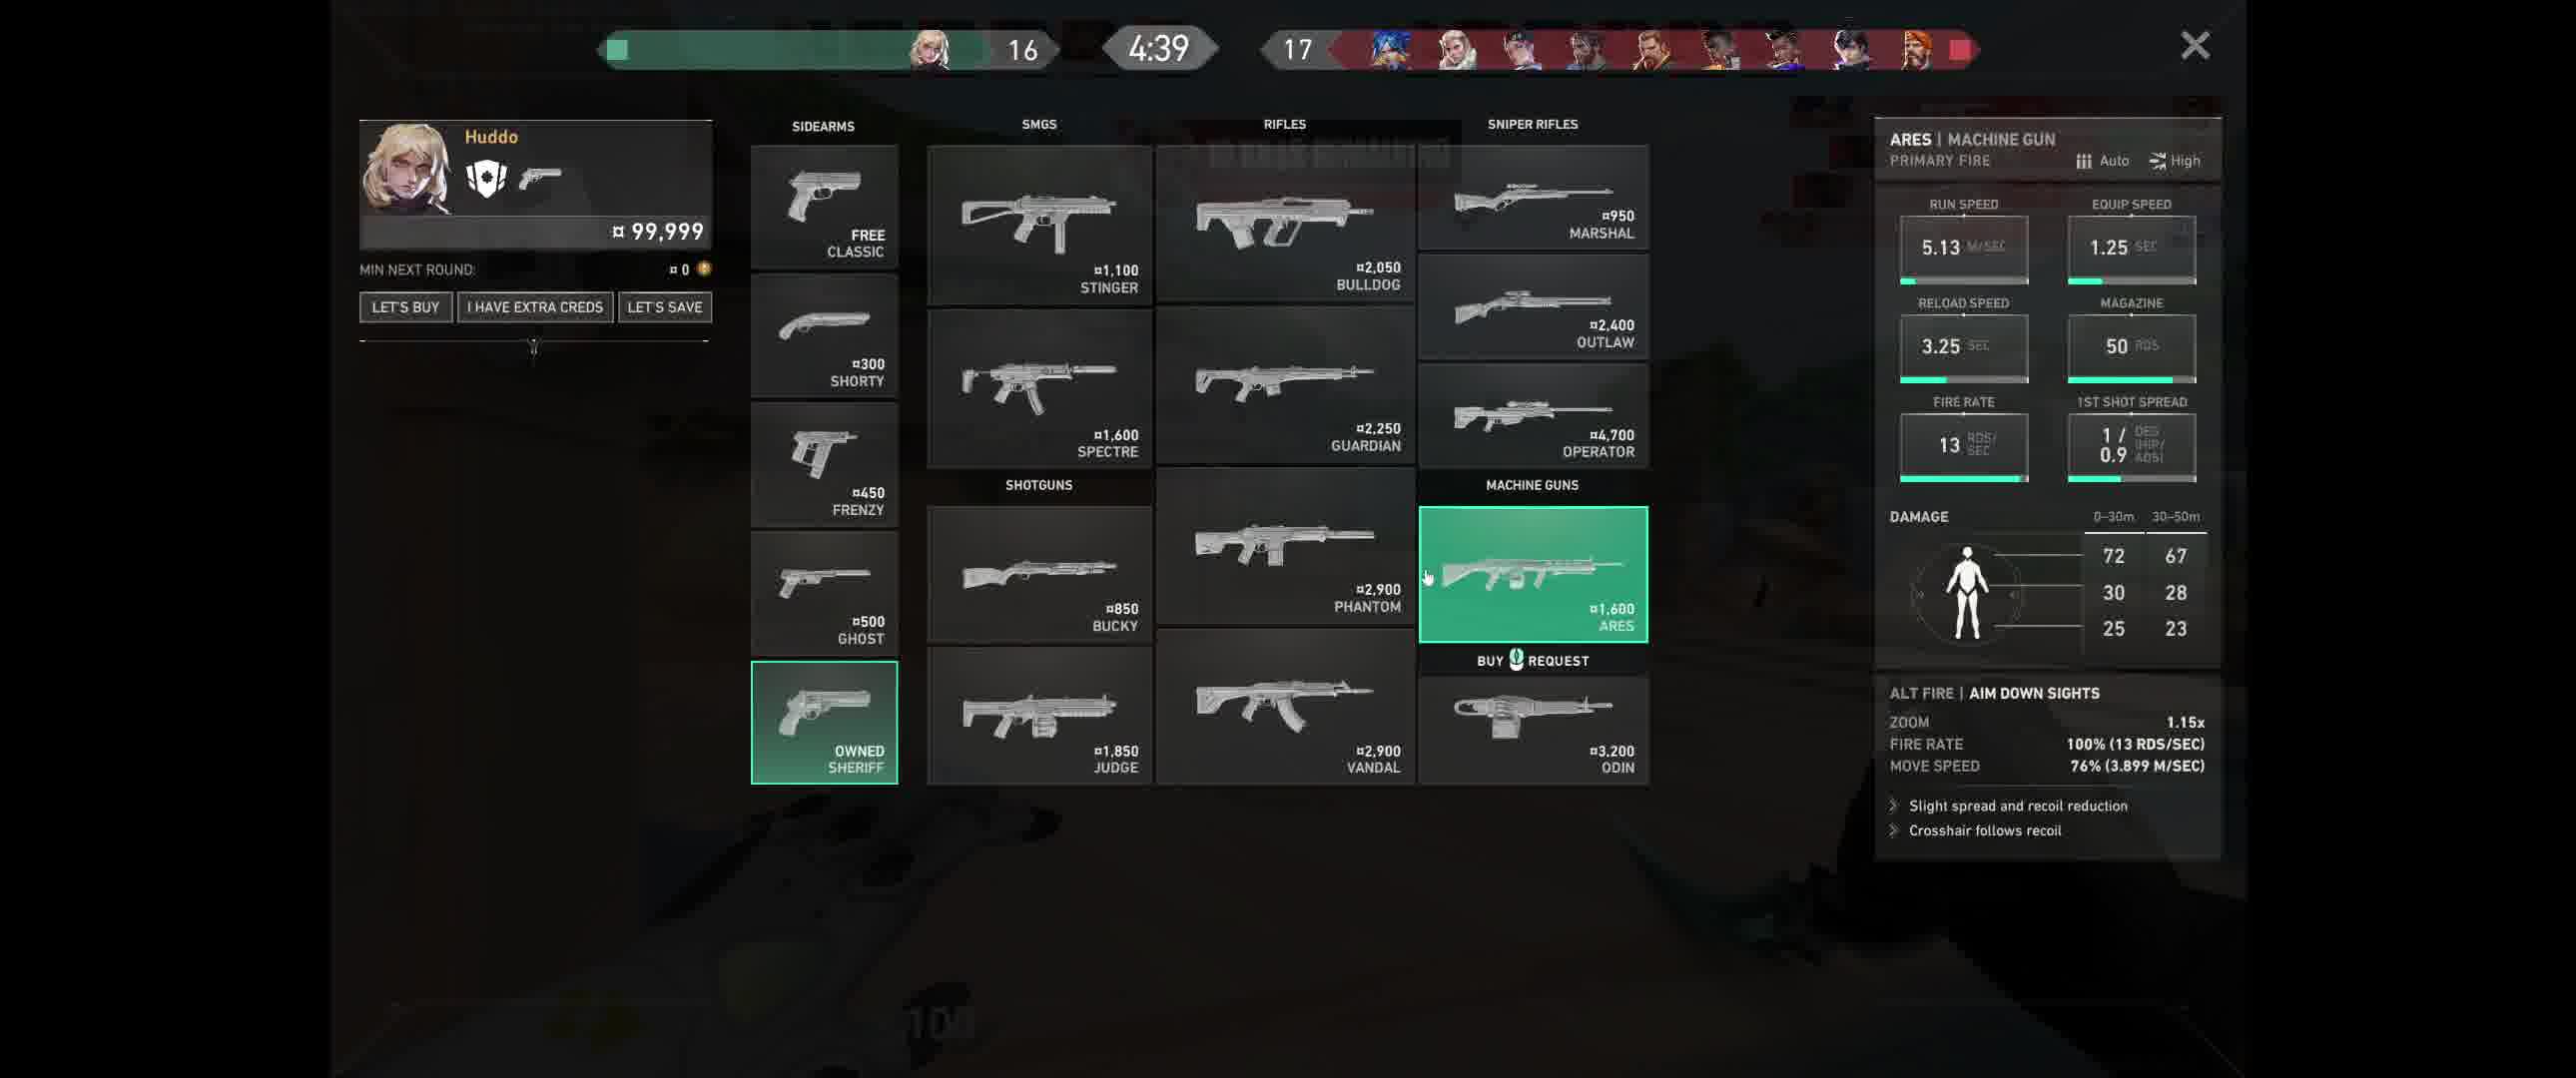 16
4:39
17
Huddo
¤ 99,999
MIN NEXT ROUND:
¤ 0
LET'S BUY
I HAVE EXTRA CREDS
LET'S SAVE
SIDEARMS
FREE
CLASSIC
¤300
SHORTY
¤450
FRENZY
¤500
GHOST
OWNED
SHERIFF
SMGS
¤1,100
STINGER
¤1,600
SPECTRE
SHOTGUNS
¤850
BUCKY
¤1,850
JUDGE
RIFLES
¤2,050
BULLDOG
¤2,250
GUARDIAN
¤2,900
PHANTOM
¤2,900
VANDAL
SNIPER RIFLES
¤950
MARSHAL
¤2,400
OUTLAW
¤4,700
OPERATOR
MACHINE GUNS
¤1,600
ARES
BUY REQUEST
¤3,200
ODIN
ARES | MACHINE GUN
PRIMARY FIRE
Auto
High
RUN SPEED
5.13 M/SEC
EQUIP SPEED
1.25 SEC
RELOAD SPEED
3.25 SEC
MAGAZINE
50 RDS
FIRE RATE
13 RDS/
SEC
1ST SHOT SPREAD
1 / DEG
0.9 (HIP/
ADS)
DAMAGE
0–30m 30–50m
72 67
30 28
25 23
ALT FIRE | AIM DOWN SIGHTS
ZOOM 1.15x
FIRE RATE 100% (13 RDS/SEC)
MOVE SPEED 76% (3.899 M/SEC)
Slight spread and recoil reduction
Crosshair follows recoil